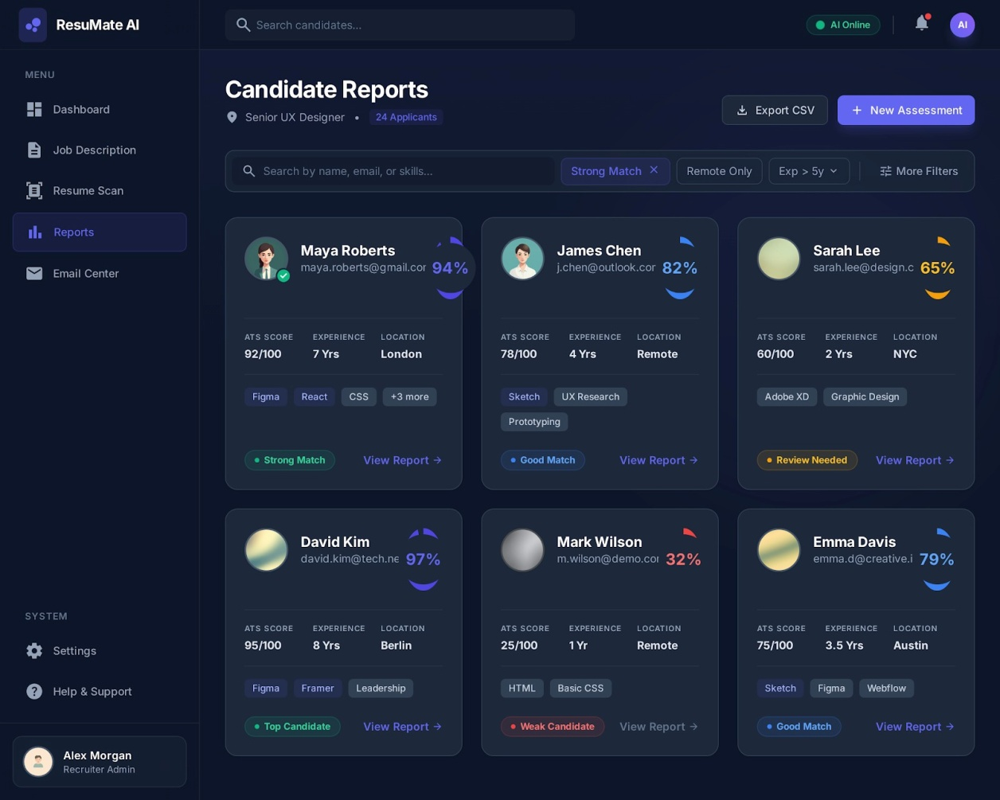 ResuMate AI
Search candidates...
AI Online
AI
MENU
Dashboard
Job Description
Resume Scan
Reports
Email Center
SYSTEM
Settings
Help & Support
Alex Morgan
Recruiter Admin
Candidate Reports
Senior UX Designer • 24 Applicants
Export CSV
New Assessment
Search by name, email, or skills...
Strong Match
Remote Only
Exp > 5y
More Filters
Maya Roberts
maya.roberts@gmail.cor
94%
ATS SCORE EXPERIENCE LOCATION
92/100 7 Yrs London
Figma React CSS +3 more
Strong Match View Report →
James Chen
j.chen@outlook.cor
82%
ATS SCORE EXPERIENCE LOCATION
78/100 4 Yrs Remote
Sketch UX Research
Prototyping
Good Match View Report →
Sarah Lee
sarah.lee@design.c
65%
ATS SCORE EXPERIENCE LOCATION
60/100 2 Yrs NYC
Adobe XD Graphic Design
Review Needed View Report →
David Kim
david.kim@tech.ne
97%
ATS SCORE EXPERIENCE LOCATION
95/100 8 Yrs Berlin
Figma Framer Leadership
Top Candidate View Report →
Mark Wilson
m.wilson@demo.cor
32%
ATS SCORE EXPERIENCE LOCATION
25/100 1 Yr Remote
HTML Basic CSS
Weak Candidate View Report →
Emma Davis
emma.d@creative.i
79%
ATS SCORE EXPERIENCE LOCATION
75/100 3.5 Yrs Austin
Sketch Figma Webflow
Good Match View Report →